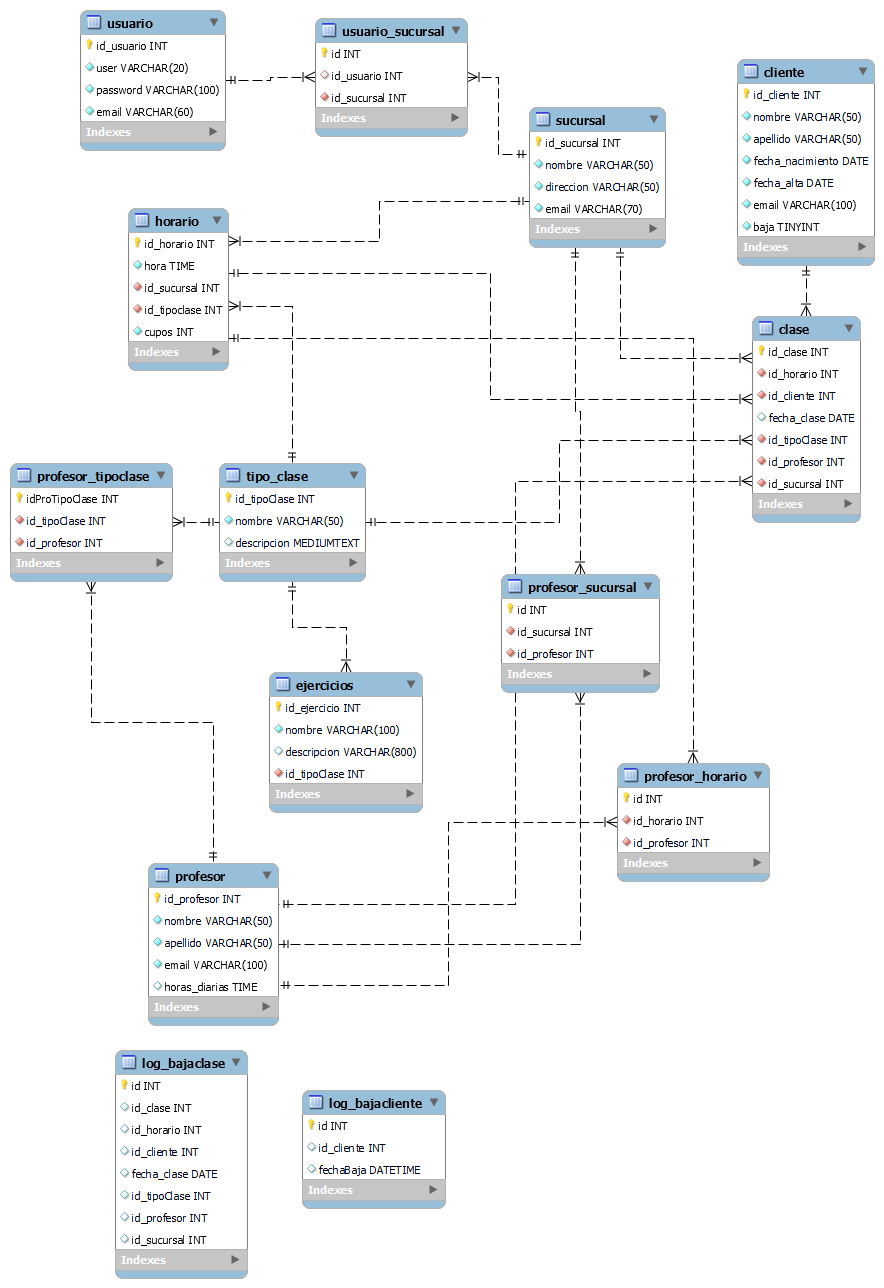 usuario
id_usuario INT
user VARCHAR(20)
password VARCHAR(100)
email VARCHAR(60)
Indexes
usuario_sucursal
id INT
id_usuario INT
id_sucursal INT
Indexes
cliente
id_cliente INT
nombre VARCHAR(50)
apellido VARCHAR(50)
fecha_nacimiento DATE
fecha_alta DATE
email VARCHAR(100)
baja TINYINT
Indexes
sucursal
id_sucursal INT
nombre VARCHAR(50)
direccion VARCHAR(50)
email VARCHAR(70)
Indexes
horario
id_horario INT
hora TIME
id_sucursal INT
id_tipoclase INT
cupos INT
Indexes
clase
id_clase INT
id_horario INT
id_cliente INT
fecha_clase DATE
id_tipoClase INT
id_profesor INT
id_sucursal INT
Indexes
profesor_tipoclase
idProTipoClase INT
id_tipoClase INT
id_profesor INT
Indexes
tipo_clase
id_tipoClase INT
nombre VARCHAR(50)
descripcion MEDIUMTEXT
Indexes
profesor_sucursal
id INT
id_sucursal INT
id_profesor INT
Indexes
ejercicios
id_ejercicio INT
nombre VARCHAR(100)
descripcion VARCHAR(800)
id_tipoClase INT
Indexes
profesor_horario
id INT
id_horario INT
id_profesor INT
Indexes
profesor
id_profesor INT
nombre VARCHAR(50)
apellido VARCHAR(50)
email VARCHAR(100)
horas_diarias TIME
Indexes
log_bajaclase
id INT
id_clase INT
id_horario INT
id_cliente INT
fecha_clase DATE
id_tipoClase INT
id_profesor INT
id_sucursal INT
Indexes
log_bajacliente
id INT
id_cliente INT
fechaBaja DATETIME
Indexes